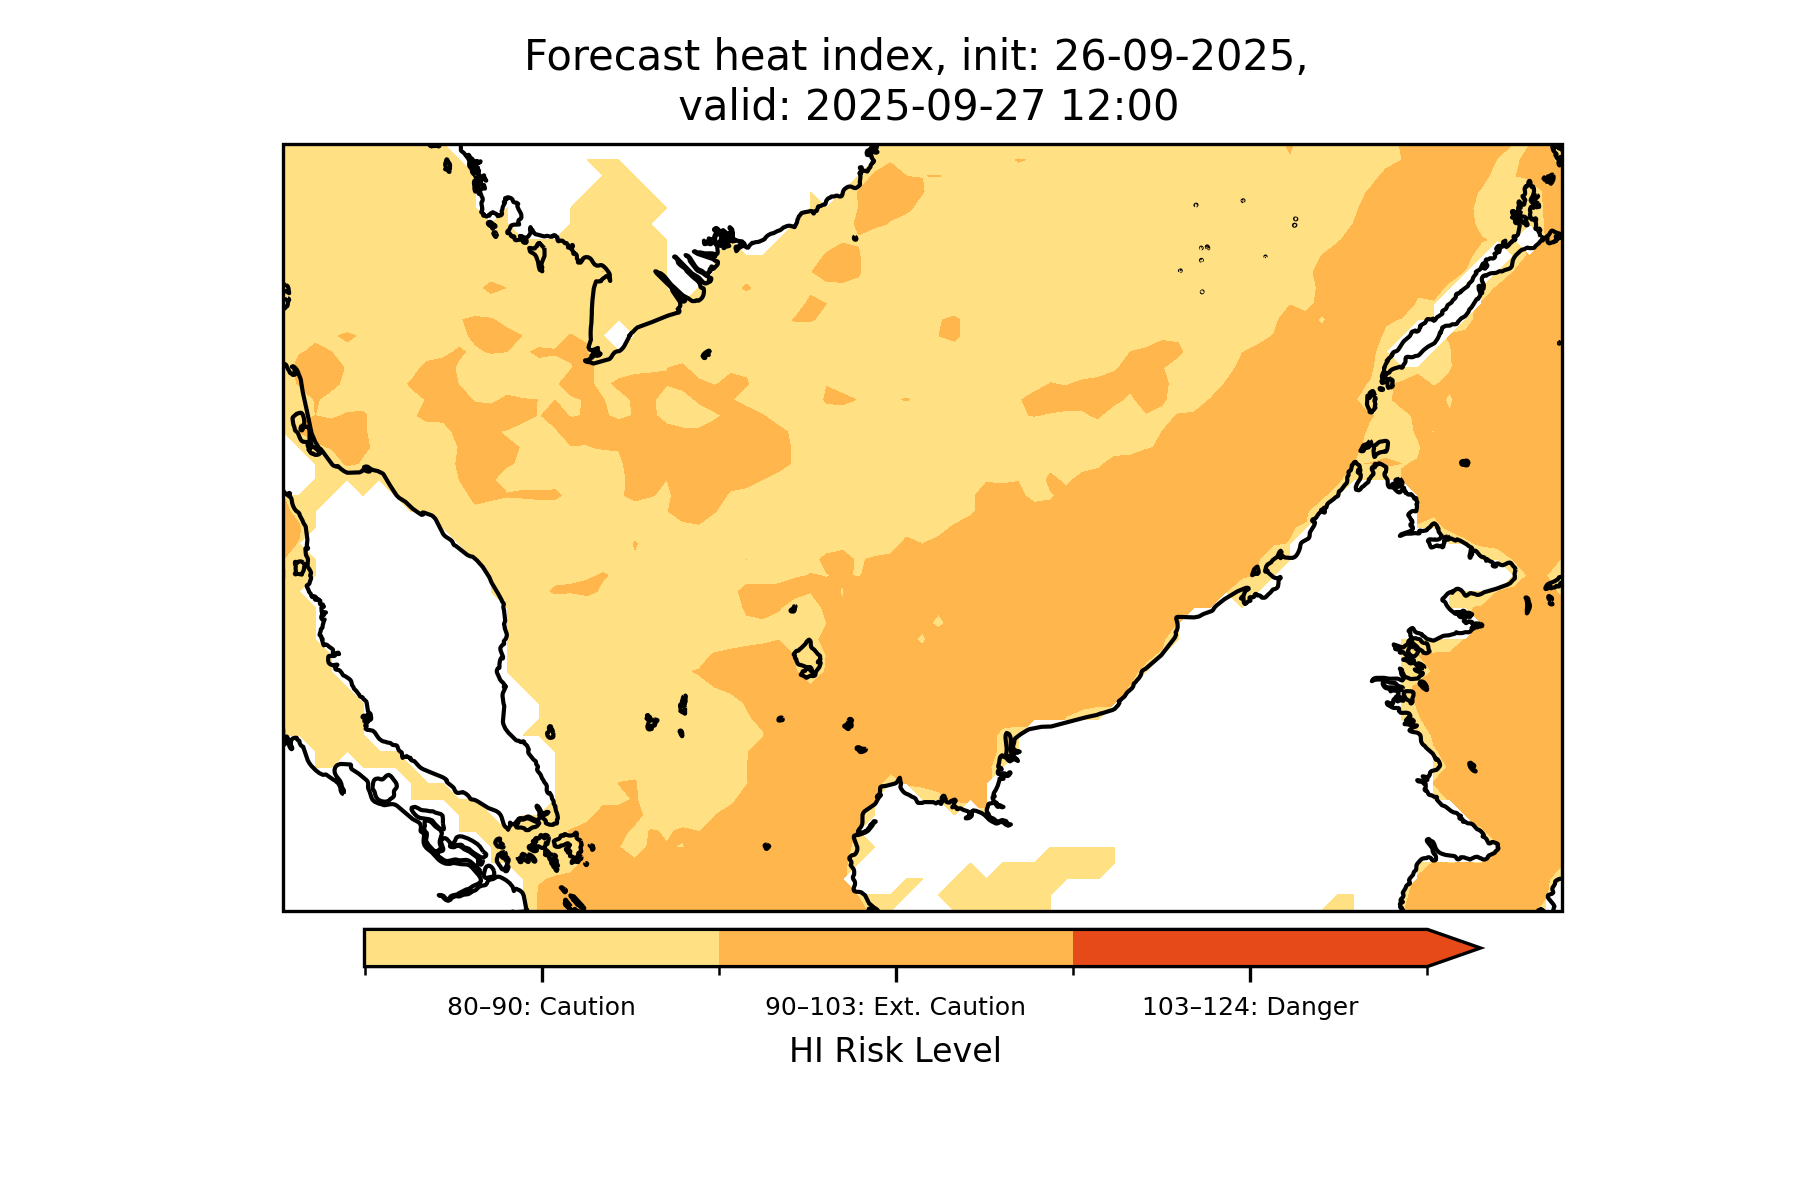 Forecast heat index, init: 26-09-2025,
valid: 2025-09-27 12:00
80–90: Caution
90–103: Ext. Caution
103–124: Danger
HI Risk Level